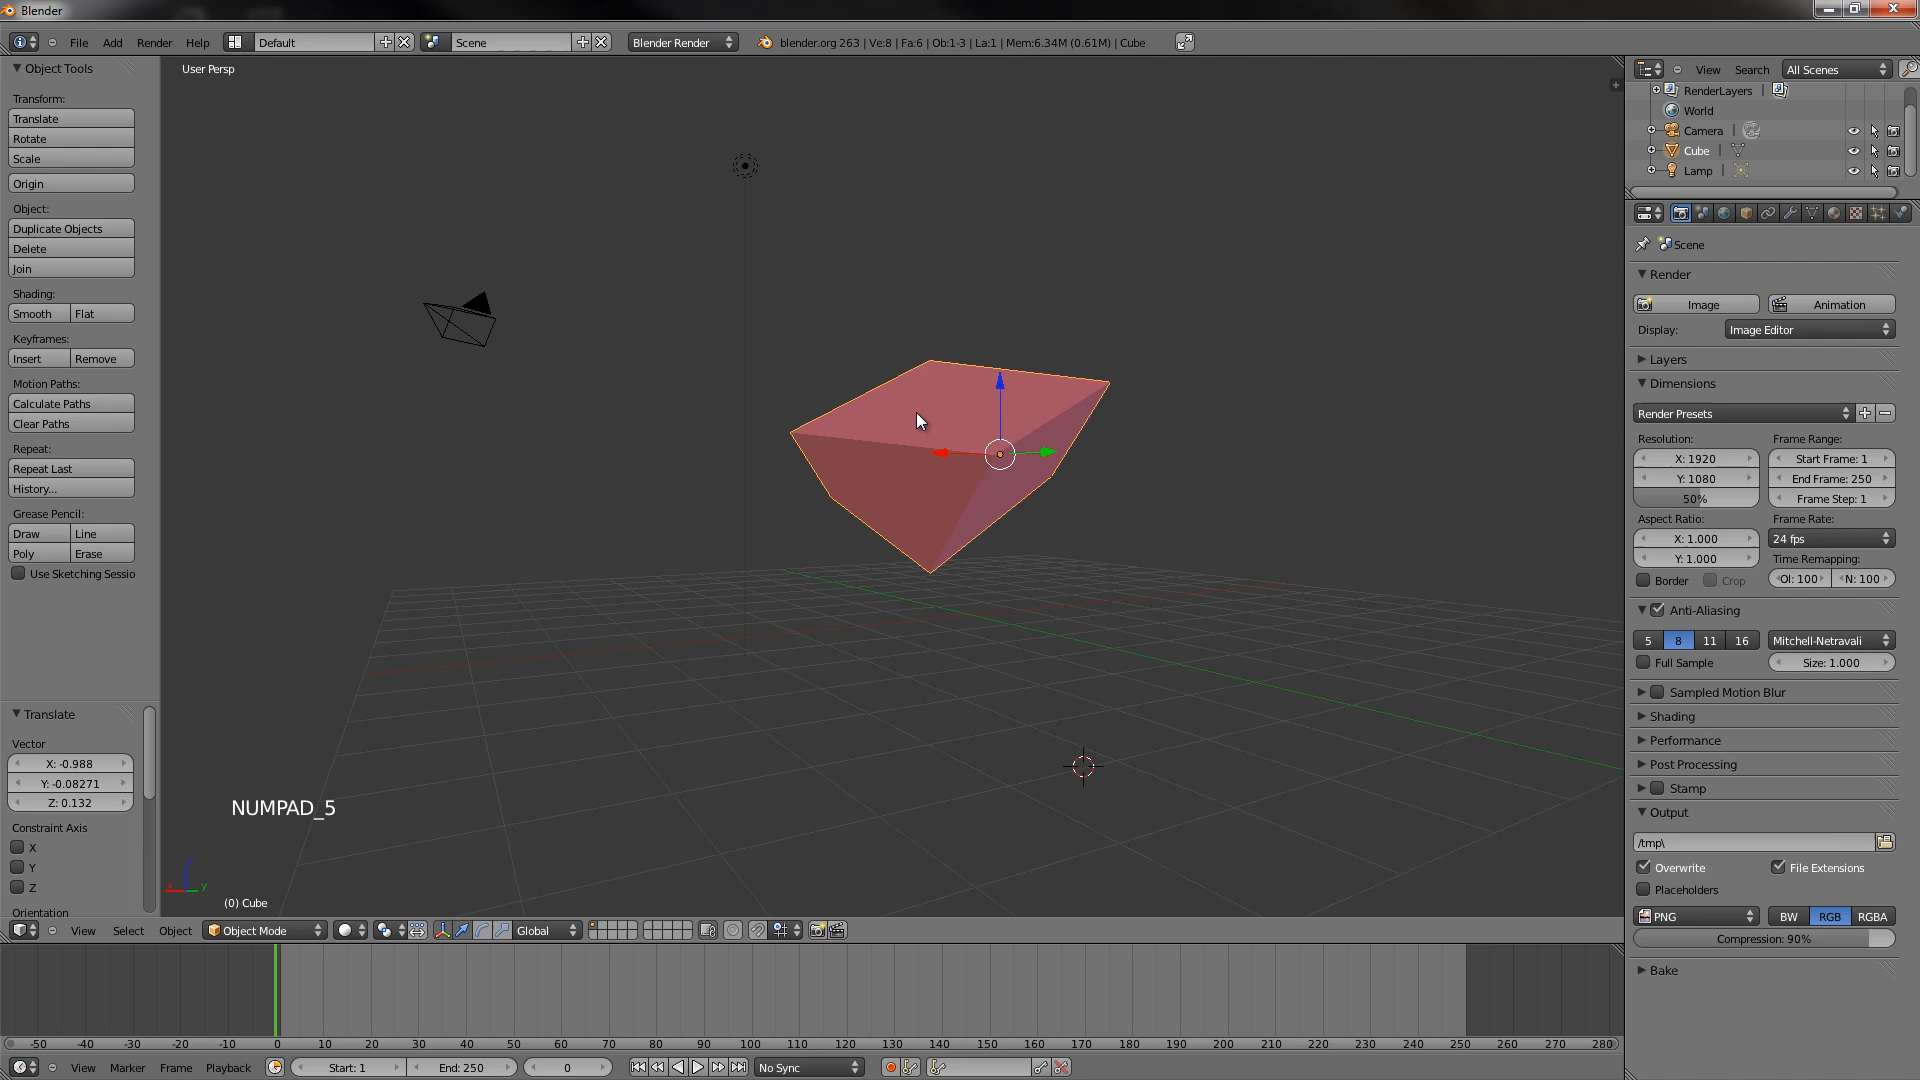 Blender
File Add Render Help Default Scene Blender Render blender.org 263 | Ve:8 | Fa:6 | Ob:1-3 | La:1 | Mem:6.34M (0.61M) | Cube
Object Tools
Transform:
Translate
Rotate
Scale
Origin
Object:
Duplicate Objects
Delete
Join
Shading:
Smooth Flat
Keyframes:
Insert Remove
Motion Paths:
Calculate Paths
Clear Paths
Repeat:
Repeat Last
History...
Grease Pencil:
Draw Line
Poly Erase
Use Sketching Sessio
Translate
Vector
X: -0.988
Y: -0.08271
Z: 0.132
Constraint Axis
X
Y
Z
Orientation
User Persp
NUMPAD_5
x y
(0) Cube
View Select Object Object Mode Global
-50 -40 -30 -20 -10 0 10 20 30 40 50 60 70 80 90 100 110 120 130 140 150 160 170 180 190 200 210 220 230 240 250 260 270 280
View Marker Frame Playback Start: 1 End: 250 0 No Sync
View Search All Scenes
RenderLayers |
World
Camera |
Cube |
Lamp |
Scene
Render
Image Animation
Display: Image Editor
Layers
Dimensions
Render Presets
Resolution: Frame Range:
X: 1920 Start Frame: 1
Y: 1080 End Frame: 250
50% Frame Step: 1
Aspect Ratio: Frame Rate:
X: 1.000 24 fps
Y: 1.000 Time Remapping:
Border Crop Ol: 100 N: 100
Anti-Aliasing
5 8 11 16 Mitchell-Netravali
Full Sample Size: 1.000
Sampled Motion Blur
Shading
Performance
Post Processing
Stamp
Output
/tmp\
Overwrite File Extensions
Placeholders
PNG BW RGB RGBA
Compression: 90%
Bake